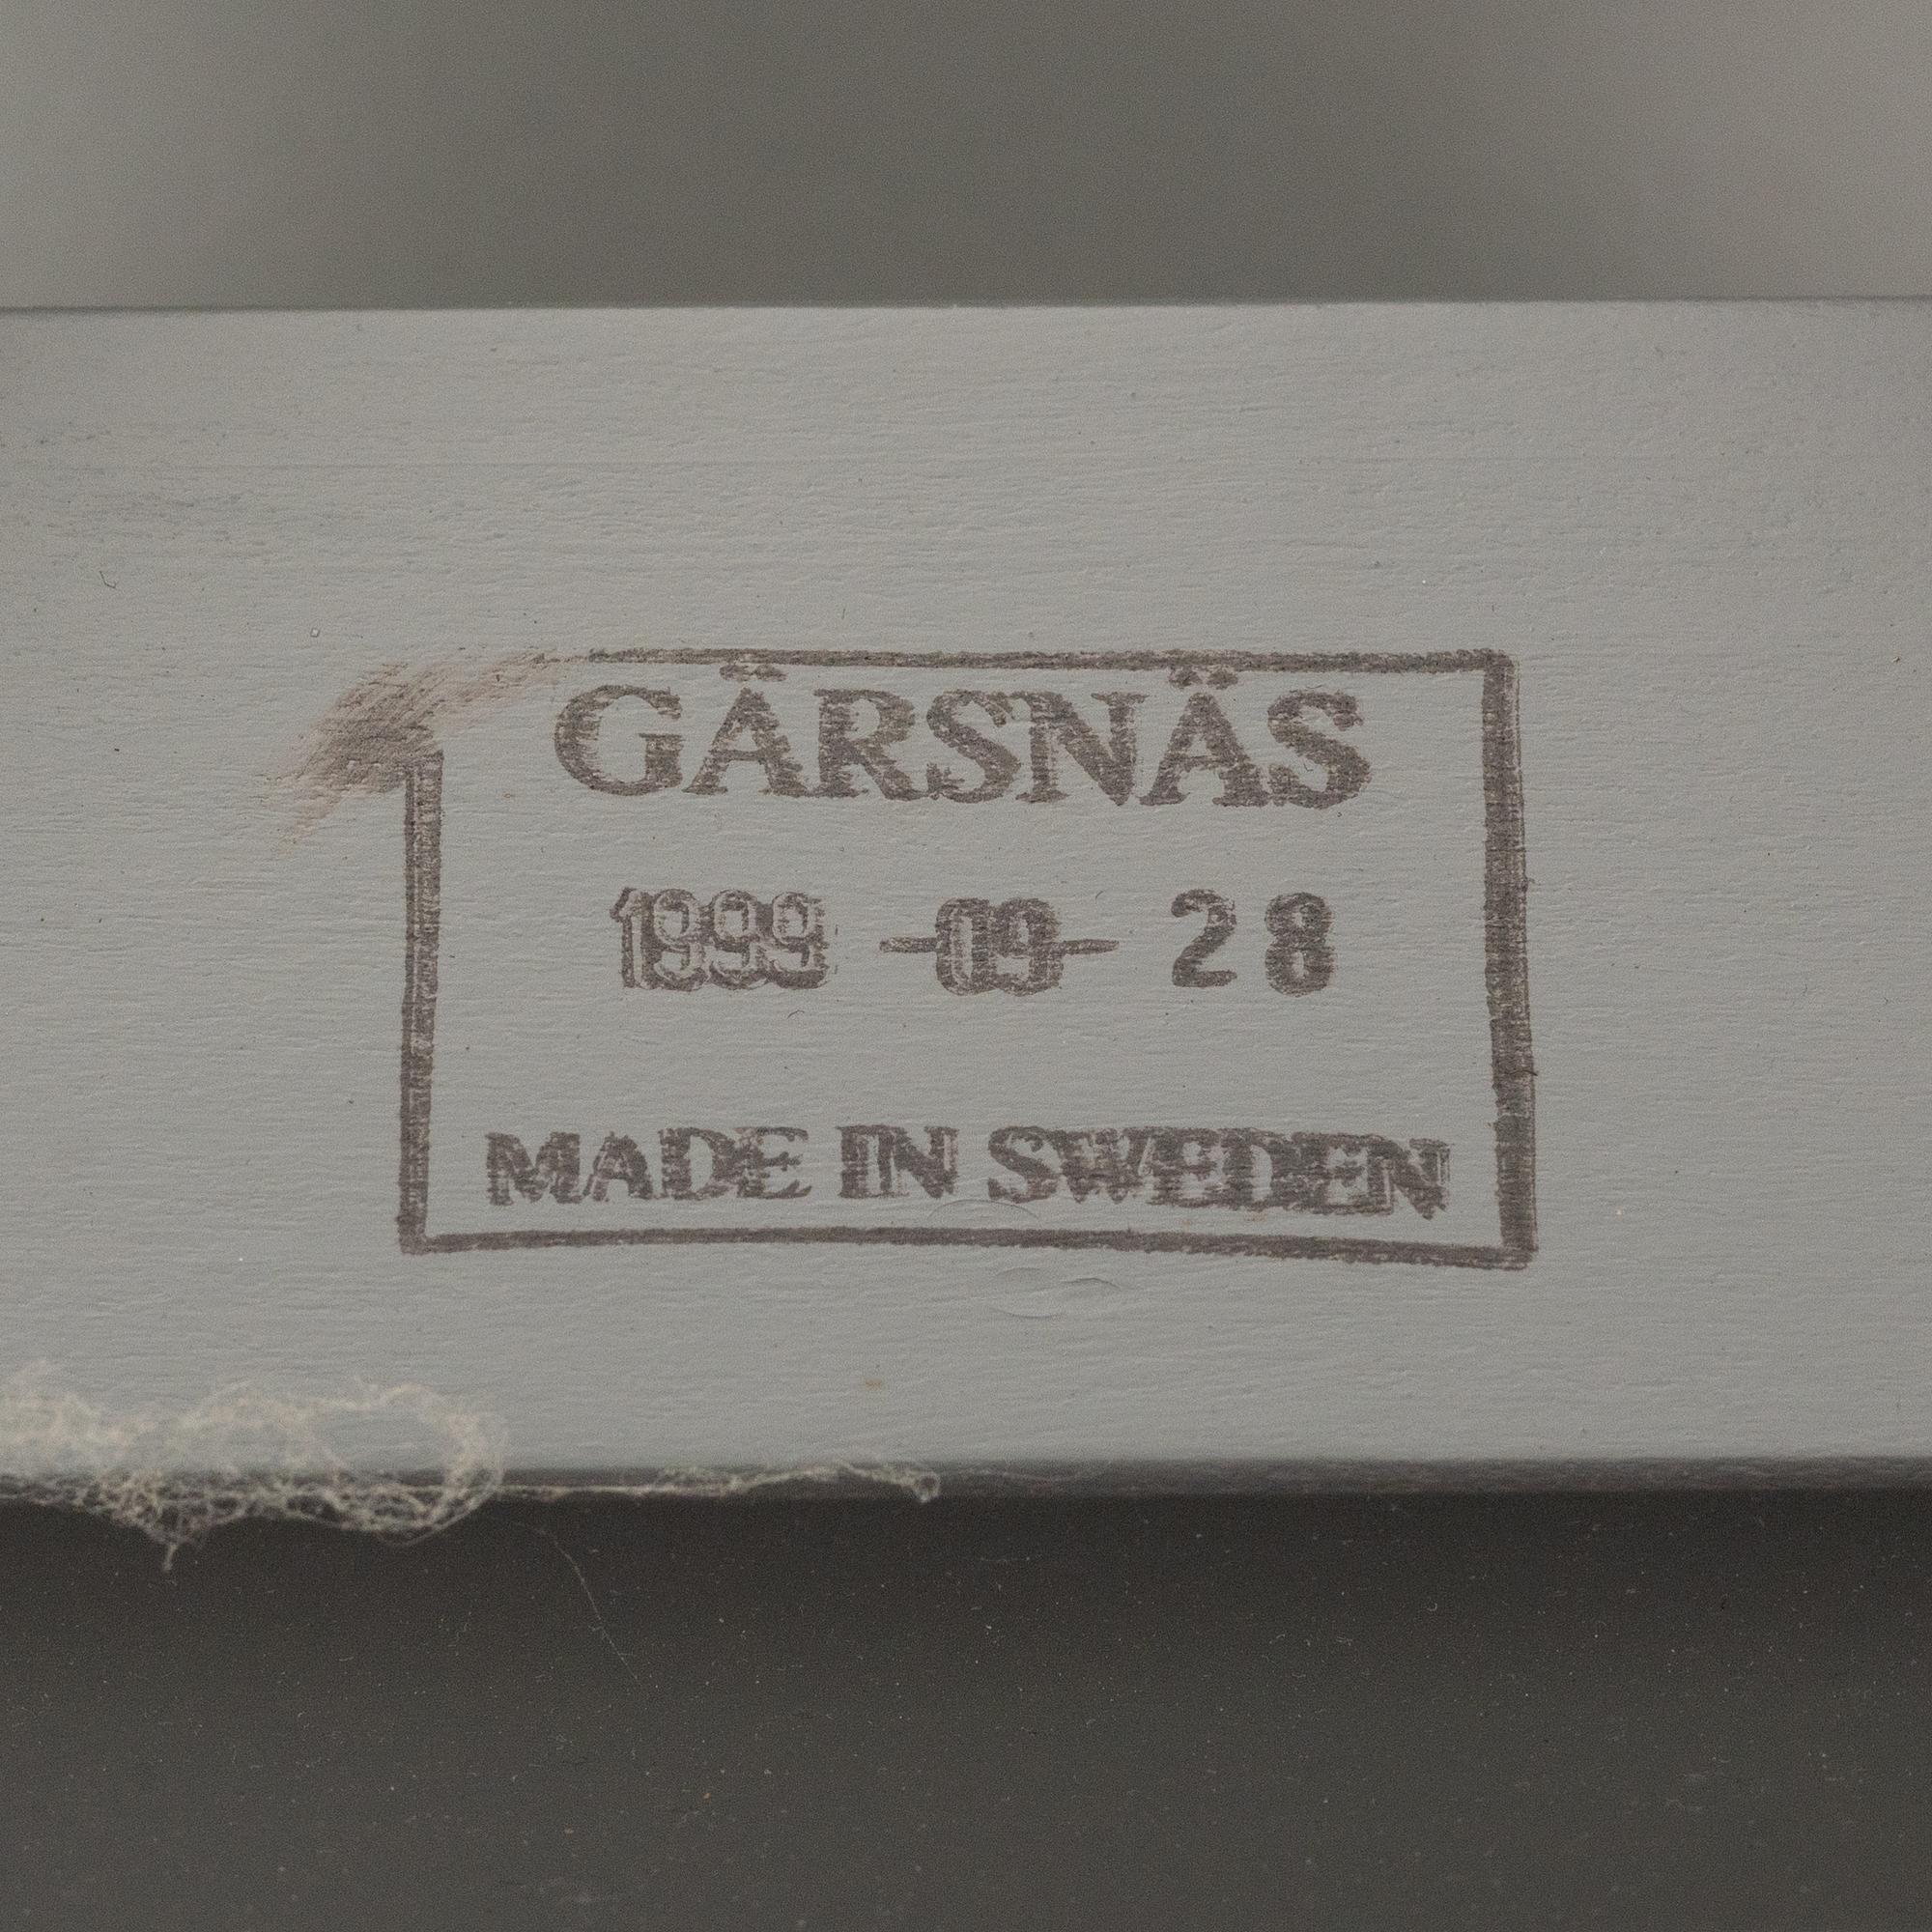 GÄRSNÄS
1999 -09- 28
MADE IN SWEDEN